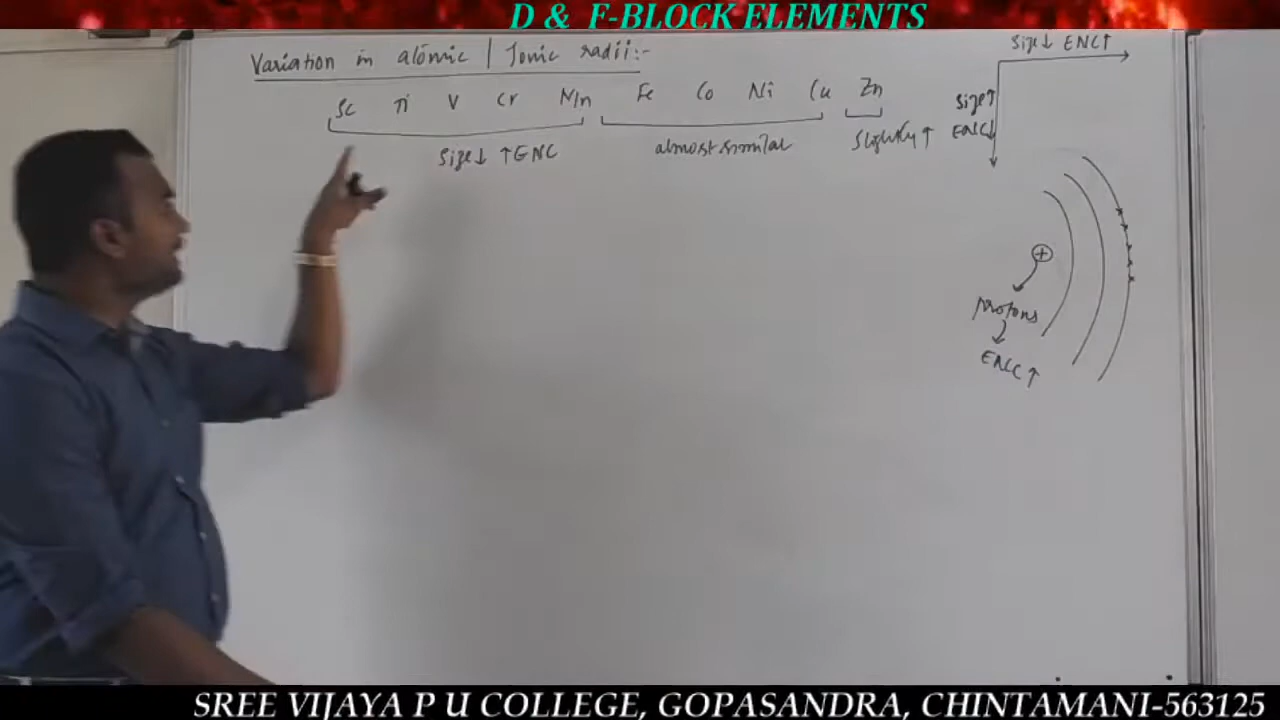 D & F-BLOCK ELEMENTS
Variation in atomic | Ionic radii:-
Sc Ti V Cr Mn Fe Co Ni Cu Zn
Size↓ ↑ENC
almost similar
Slightly ↑
Size↓ ENC↑
Size↑
ENC↓
+
protons
ENC↑
SREE VIJAYA P U COLLEGE, GOPASANDRA, CHINTAMANI-563125